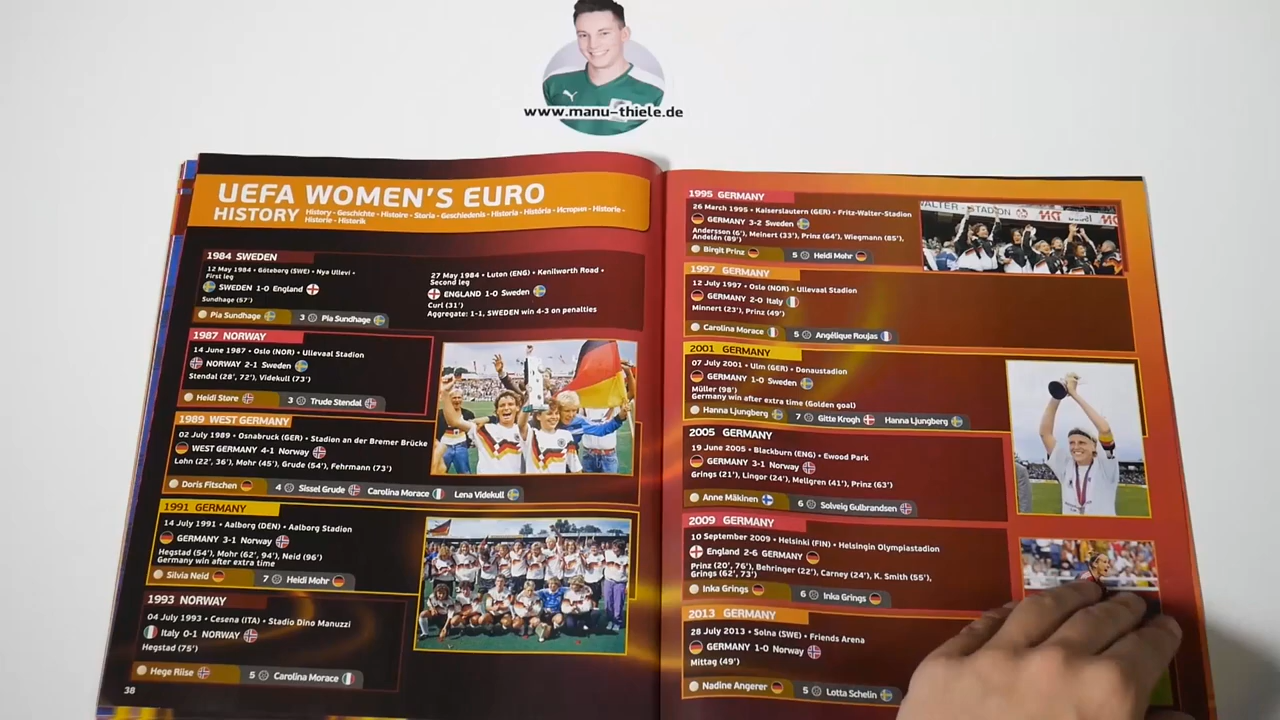 www.manu-thiele.de
UEFA WOMEN'S EURO
HISTORY
History - Geschichte - Histoire - Storia - Geschiedenis - Historia - História - История - Historie -
Historie - Historik
1984 SWEDEN
12 May 1984 • Göteborg (SWE) • Nya Ullevi •
First leg
SWEDEN 1-0 England
Sundhage (57')
27 May 1984 • Luton (ENG) • Kenilworth Road •
Second leg
ENGLAND 1-0 Sweden
Curl (31')
Aggregate: 1-1, SWEDEN win 4-3 on penalties
Pia Sundhage 3 Pia Sundhage
1987 NORWAY
14 June 1987 • Oslo (NOR) • Ullevaal Stadion
NORWAY 2-1 Sweden
Stendal (28', 72'), Videkull (73')
Heidi Støre 3 Trude Stendal
1989 WEST GERMANY
02 July 1989 • Osnabruck (GER) • Stadion an der Bremer Brücke
WEST GERMANY 4-1 Norway
Lohn (22', 36'), Mohr (45'), Grude (54'), Fehrmann (73')
Doris Fitschen 4 Sissel Grude Carolina Morace Lena Videkull
1991 GERMANY
14 July 1991 • Aalborg (DEN) • Aalborg Stadion
GERMANY 3-1 Norway
Hegstad (54'), Mohr (62', 94'), Neid (96')
Germany win after extra time
Silvia Neid 7 Heidi Mohr
1993 NORWAY
04 July 1993 • Cesena (ITA) • Stadio Dino Manuzzi
Italy 0-1 NORWAY
Hegstad (75')
Hege Riise 5 Carolina Morace
38
1995 GERMANY
26 March 1995 • Kaiserslautern (GER) • Fritz-Walter-Stadion
GERMANY 3-2 Sweden
Andersson (6'), Meinert (33'), Prinz (64'), Wiegmann (85'),
Andelén (89')
Birgit Prinz 5 Heidi Mohr
WALTER - STADION
1997 GERMANY
12 July 1997 • Oslo (NOR) • Ullevaal Stadion
GERMANY 2-0 Italy
Minnert (23'), Prinz (49')
Carolina Morace 5 Angélique Roujas
2001 GERMANY
07 July 2001 • Ulm (GER) • Donaustadion
GERMANY 1-0 Sweden
Müller (98')
Germany win after extra time (Golden goal)
Hanna Ljungberg 7 Gitte Krogh Hanna Ljungberg
2005 GERMANY
19 June 2005 • Blackburn (ENG) • Ewood Park
GERMANY 3-1 Norway
Grings (21'), Lingor (24'), Mellgren (41'), Prinz (63')
Anne Mäkinen 6 Solveig Gulbrandsen
2009 GERMANY
10 September 2009 • Helsinki (FIN) • Helsingin Olympiastadion
England 2-6 GERMANY
Prinz (20', 76'), Behringer (22'), Carney (24'), K. Smith (55'),
Grings (62', 73')
Inka Grings 6 Inka Grings
2013 GERMANY
28 July 2013 • Solna (SWE) • Friends Arena
GERMANY 1-0 Norway
Mittag (49')
Nadine Angerer 5 Lotta Schelin